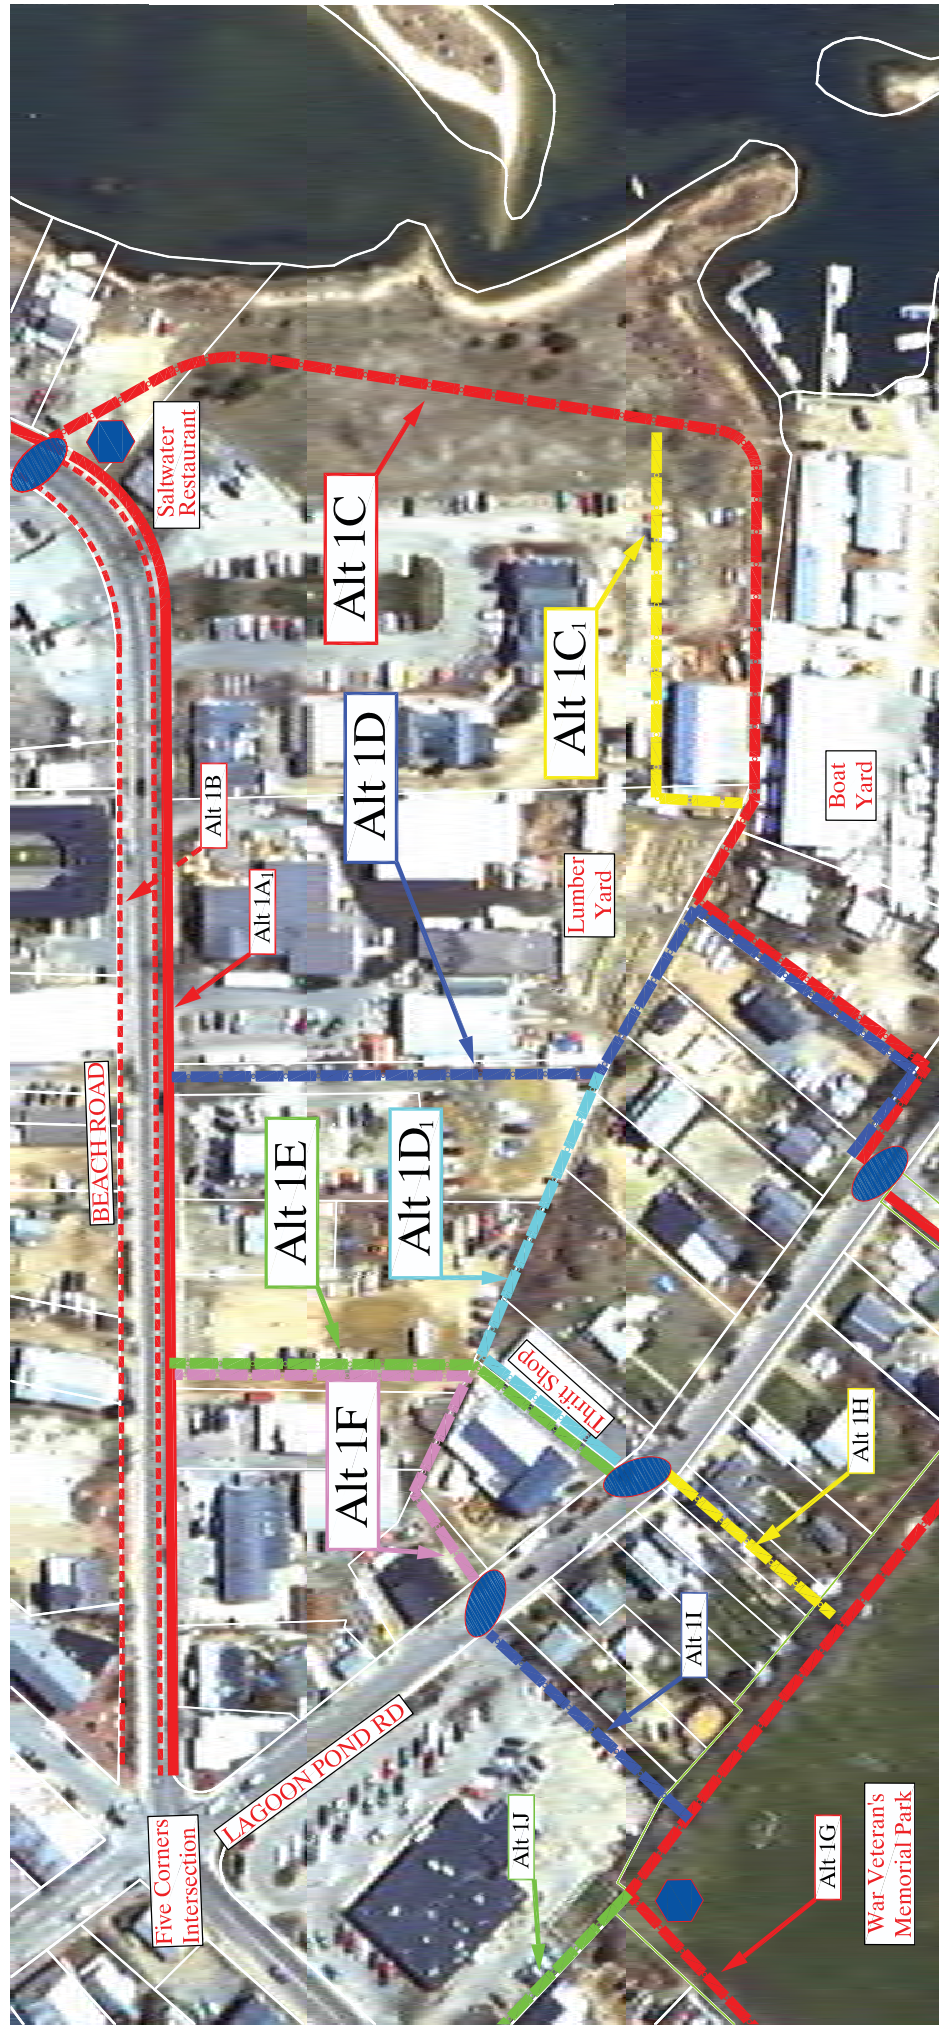 Saltwater
Restaurant
Alt 1C
Alt 1C1
Alt 1D
Alt 1B
Boat
Yard
Lumber
Yard
Alt 1A1
BEACH ROAD
Alt 1E
Alt 1D1
Thrift Shop
Alt 1F
Alt 1H
Alt 1I
LAGOON POND RD
Five Corners
Intersection
Alt 1J
Alt 1G
War Veteran's
Memorial Park